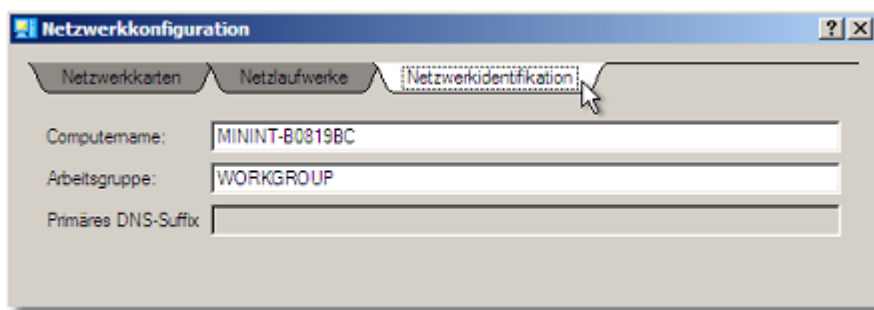 Netzwerkkonfiguration
Netzwerkkarten Netzlaufwerke Netzwerkidentifikation
Computername: MININT-B0819BC
Arbeitsgruppe: WORKGROUP
Primäres DNS-Suffix